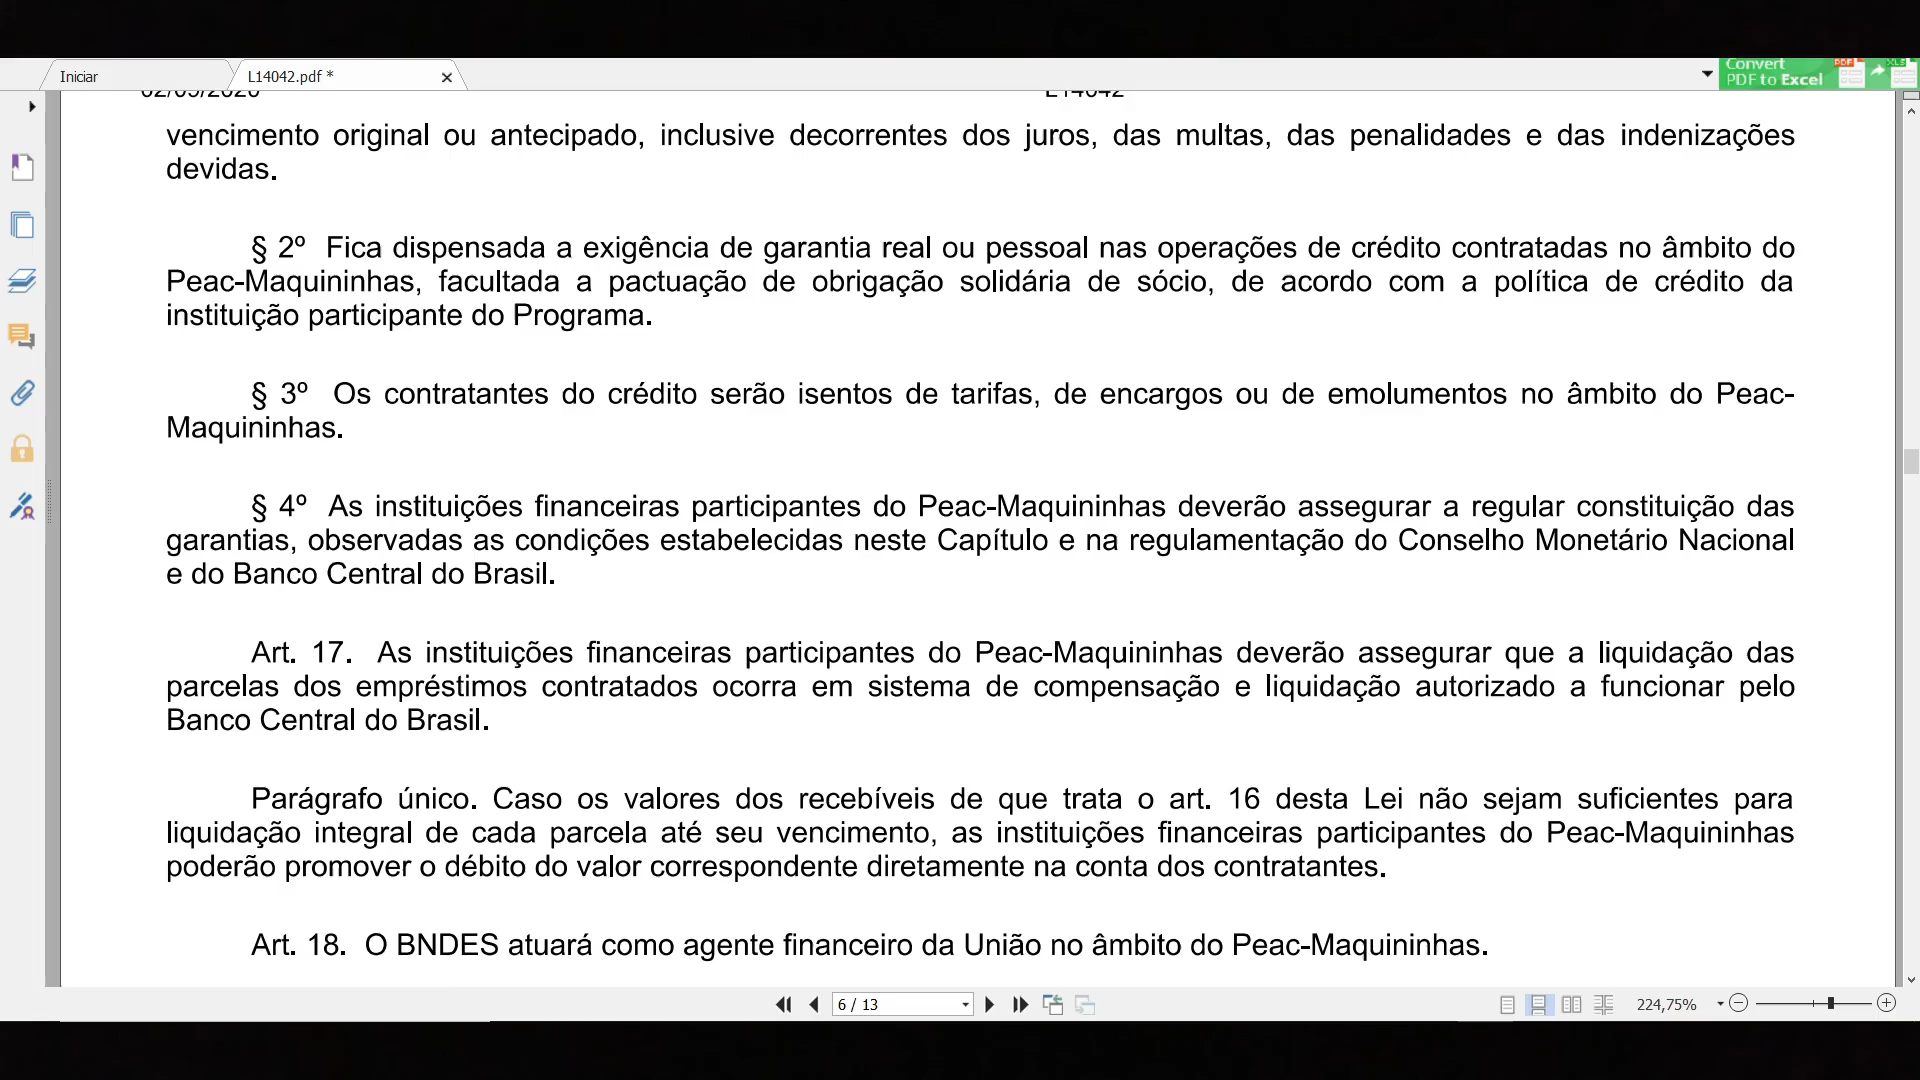 Iniciar
L14042.pdf *
Convert
PDF to Excel
PDF
XLS
02/09/2020
L14042
vencimento original ou antecipado, inclusive decorrentes dos juros, das multas, das penalidades e das indenizações
devidas.
§ 2º Fica dispensada a exigência de garantia real ou pessoal nas operações de crédito contratadas no âmbito do
Peac-Maquininhas, facultada a pactuação de obrigação solidária de sócio, de acordo com a política de crédito da
instituição participante do Programa.
§ 3º Os contratantes do crédito serão isentos de tarifas, de encargos ou de emolumentos no âmbito do Peac-
Maquininhas.
§ 4º As instituições financeiras participantes do Peac-Maquininhas deverão assegurar a regular constituição das
garantias, observadas as condições estabelecidas neste Capítulo e na regulamentação do Conselho Monetário Nacional
e do Banco Central do Brasil.
Art. 17. As instituições financeiras participantes do Peac-Maquininhas deverão assegurar que a liquidação das
parcelas dos empréstimos contratados ocorra em sistema de compensação e liquidação autorizado a funcionar pelo
Banco Central do Brasil.
Parágrafo único. Caso os valores dos recebíveis de que trata o art. 16 desta Lei não sejam suficientes para
liquidação integral de cada parcela até seu vencimento, as instituições financeiras participantes do Peac-Maquininhas
poderão promover o débito do valor correspondente diretamente na conta dos contratantes.
Art. 18. O BNDES atuará como agente financeiro da União no âmbito do Peac-Maquininhas.
6 / 13
224,75%